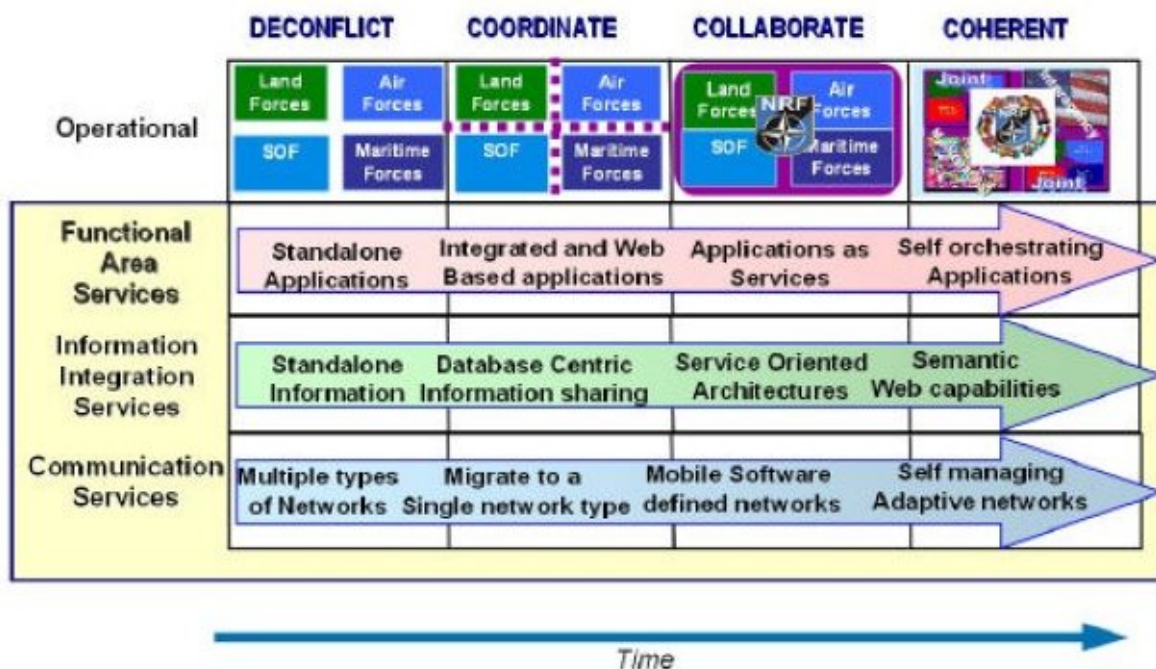 DECONFLICT COORDINATE COLLABORATE COHERENT
Operational
Land
Forces
Air
Forces
SOF
Maritime
Forces
Land
Forces
Air
Forces
SOF
Maritime
Forces
Land
Forces
Air
Forces
NRF
SOF
Maritime
Forces
Joint
NRF
Joint
Functional
Area
Services
Standalone
Applications
Integrated and Web
Based applications
Applications as
Services
Self orchestrating
Applications
Information
Integration
Services
Standalone
Information
Database Centric
Information sharing
Service Oriented
Architectures
Semantic
Web capabilities
Communication
Services
Multiple types
of Networks
Migrate to a
Single network type
Mobile Software
defined networks
Self managing
Adaptive networks
Time